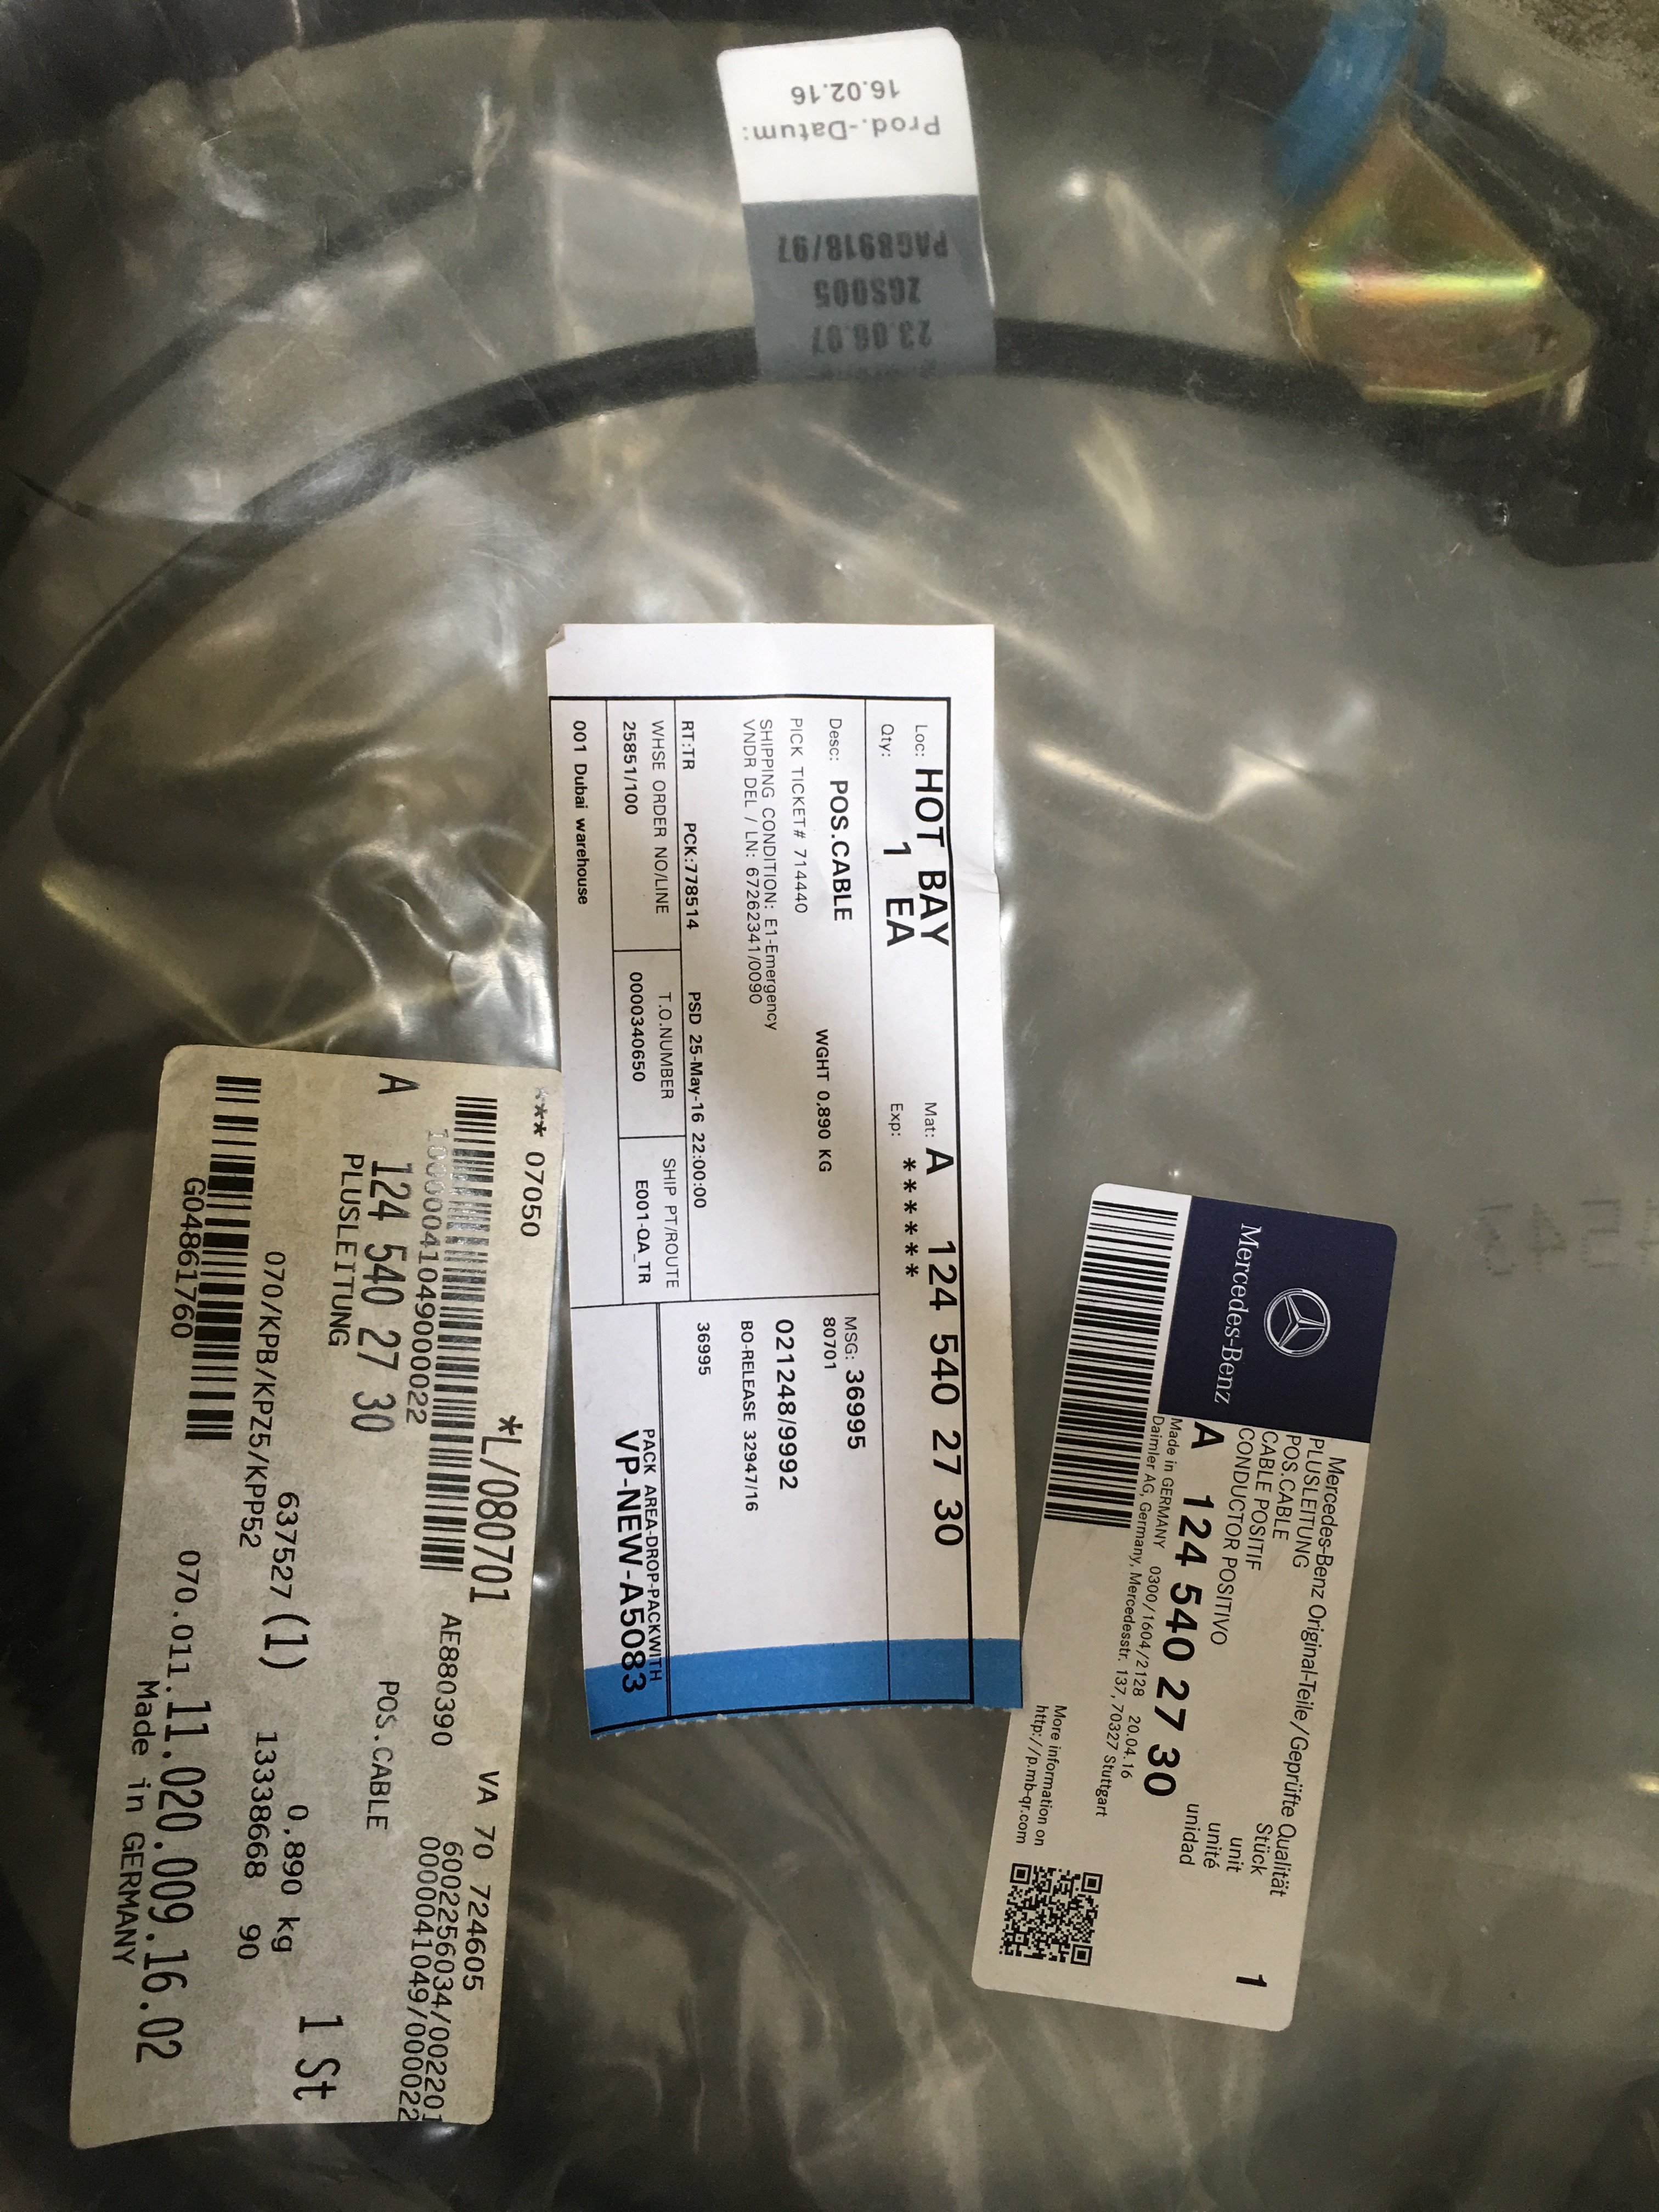 Prod.-Datum:
16.02.16
PAG8918/97
ZGS005
23.06.97
Loc: HOT BAY
Mat: A 124 540 27 30
Qty: 1 EA
Exp: ******
Desc: POS.CABLE
WGHT 0,890 KG
PICK TICKET# 714440
SHIPPING CONDITION: E1-Emergency
VNDR DEL / LN: 67262341/0090
MSG: 36995
80701
021248/9992
BO-RELEASE 32947/16
36995
RT:TR PCK:778514 PSD 25-May-16 22:00:00
WHSE ORDER NO/LINE T.O.NUMBER SHIP PT/ROUTE
25851/100 0000340650 E001-OA_TR
001 Dubai warehouse
PACK AREA-DROP-PACKWITH
VP-NEW-A5083
Mercedes-Benz
Mercedes-Benz Original-Teile/Geprüfte Qualität
PLUSLEITUNG Stück 1
POS.CABLE unit
CABLE POSITIF unité
CONDUCTOR POSITIVO unidad
A 124 540 27 30
Made in GERMANY 0300/1604/2128 20.04.16
Daimler AG, Germany, Mercedesstr. 137, 70327 Stuttgart
More information on
http://p.mb-qr.com
*** 07050 *L/080701 VA 70 724605
AE880390 6002256034/002201
10000041049000022 0000041049/000022
A 124 540 27 30 POS.CABLE
PLUSLEITUNG
637527 (1) 0,890 kg 1 St
070/KPB/KPZ5/KPP52 13338668 90
G04861760 070.011.11.020.009.16.02
Made in GERMANY